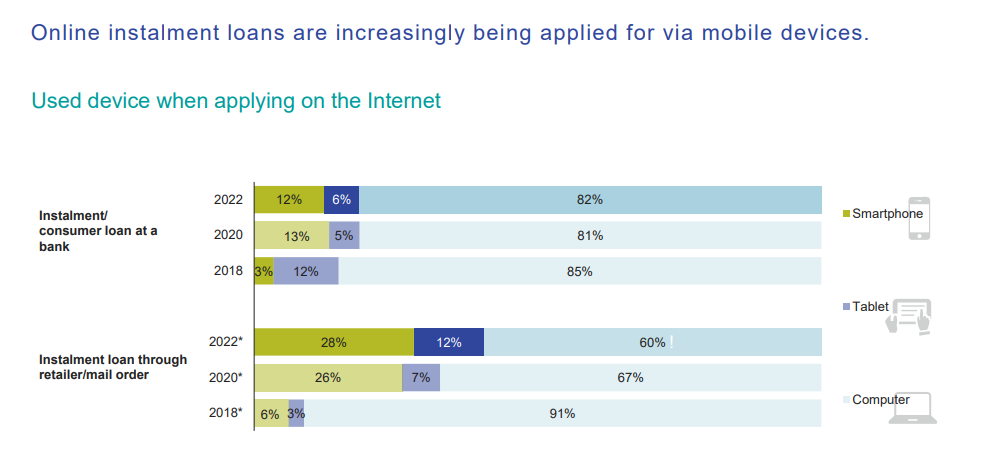 Online instalment loans are increasingly being applied for via mobile devices.
Used device when applying on the Internet
Instalment/
consumer loan at a
bank
2022
12%
6%
82%
2020
13%
5%
81%
2018
3%
12%
85%
Instalment loan through
retailer/mail order
2022*
28%
12%
60%
2020*
26%
7%
67%
2018*
6%
3%
91%
Smartphone
Tablet
Computer